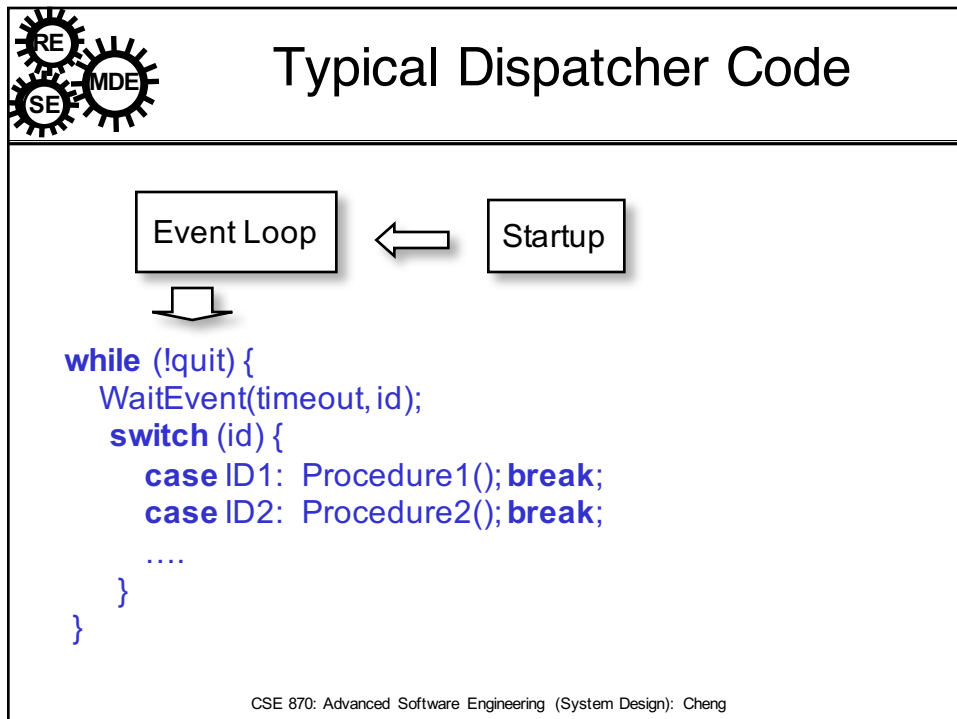 RE
MDE
SE
Typical Dispatcher Code
Event Loop
Startup
while (!quit) {
WaitEvent(timeout, id);
switch (id) {
case ID1: Procedure1(); break;
case ID2: Procedure2(); break;
….
}
}
CSE 870: Advanced Software Engineering (System Design): Cheng